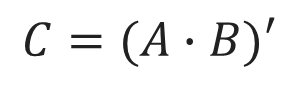 C = (A · B)′